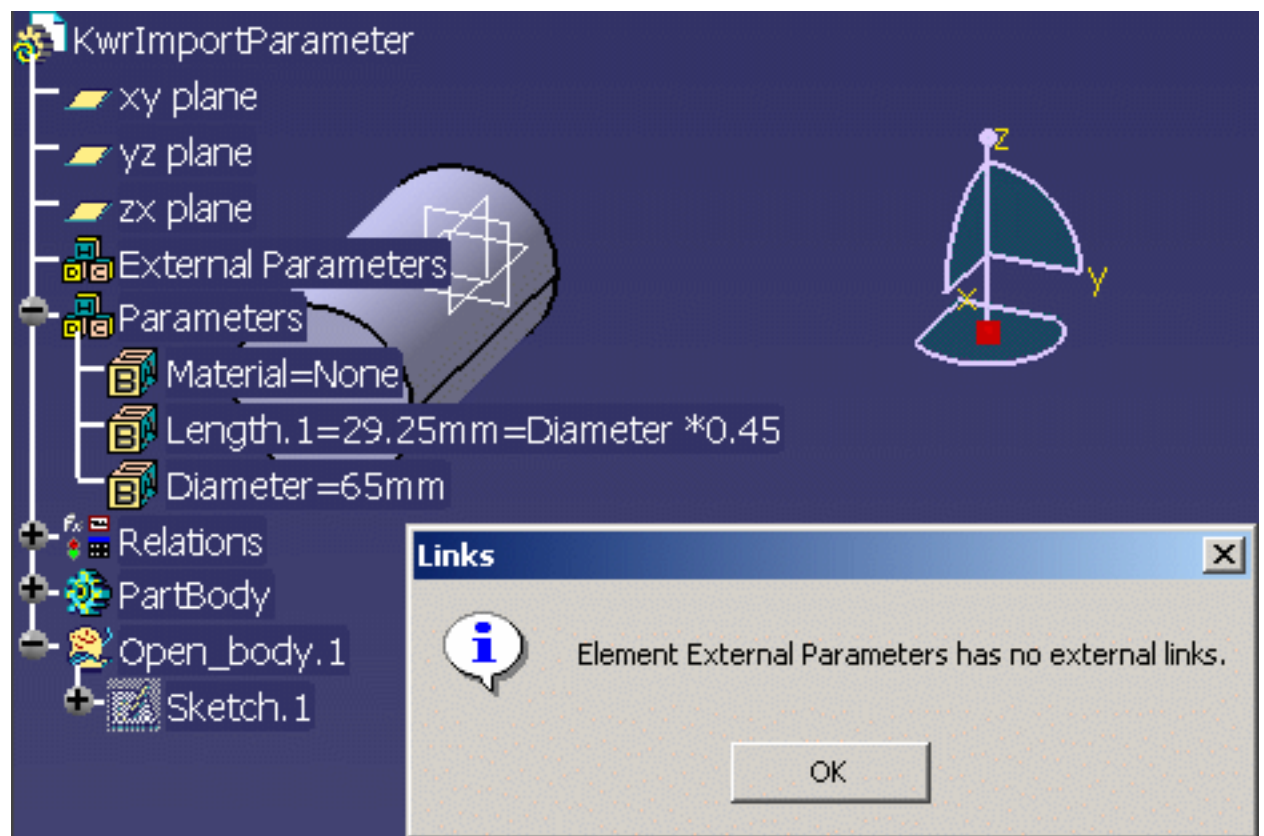 KwrImportParameter
xy plane
yz plane
zx plane
External Parameters
Parameters
Material=None
Length.1=29.25mm=Diameter *0.45
Diameter=65mm
Relations
PartBody
Open_body.1
Sketch.1
z
y
x
Links
Element External Parameters has no external links.
OK